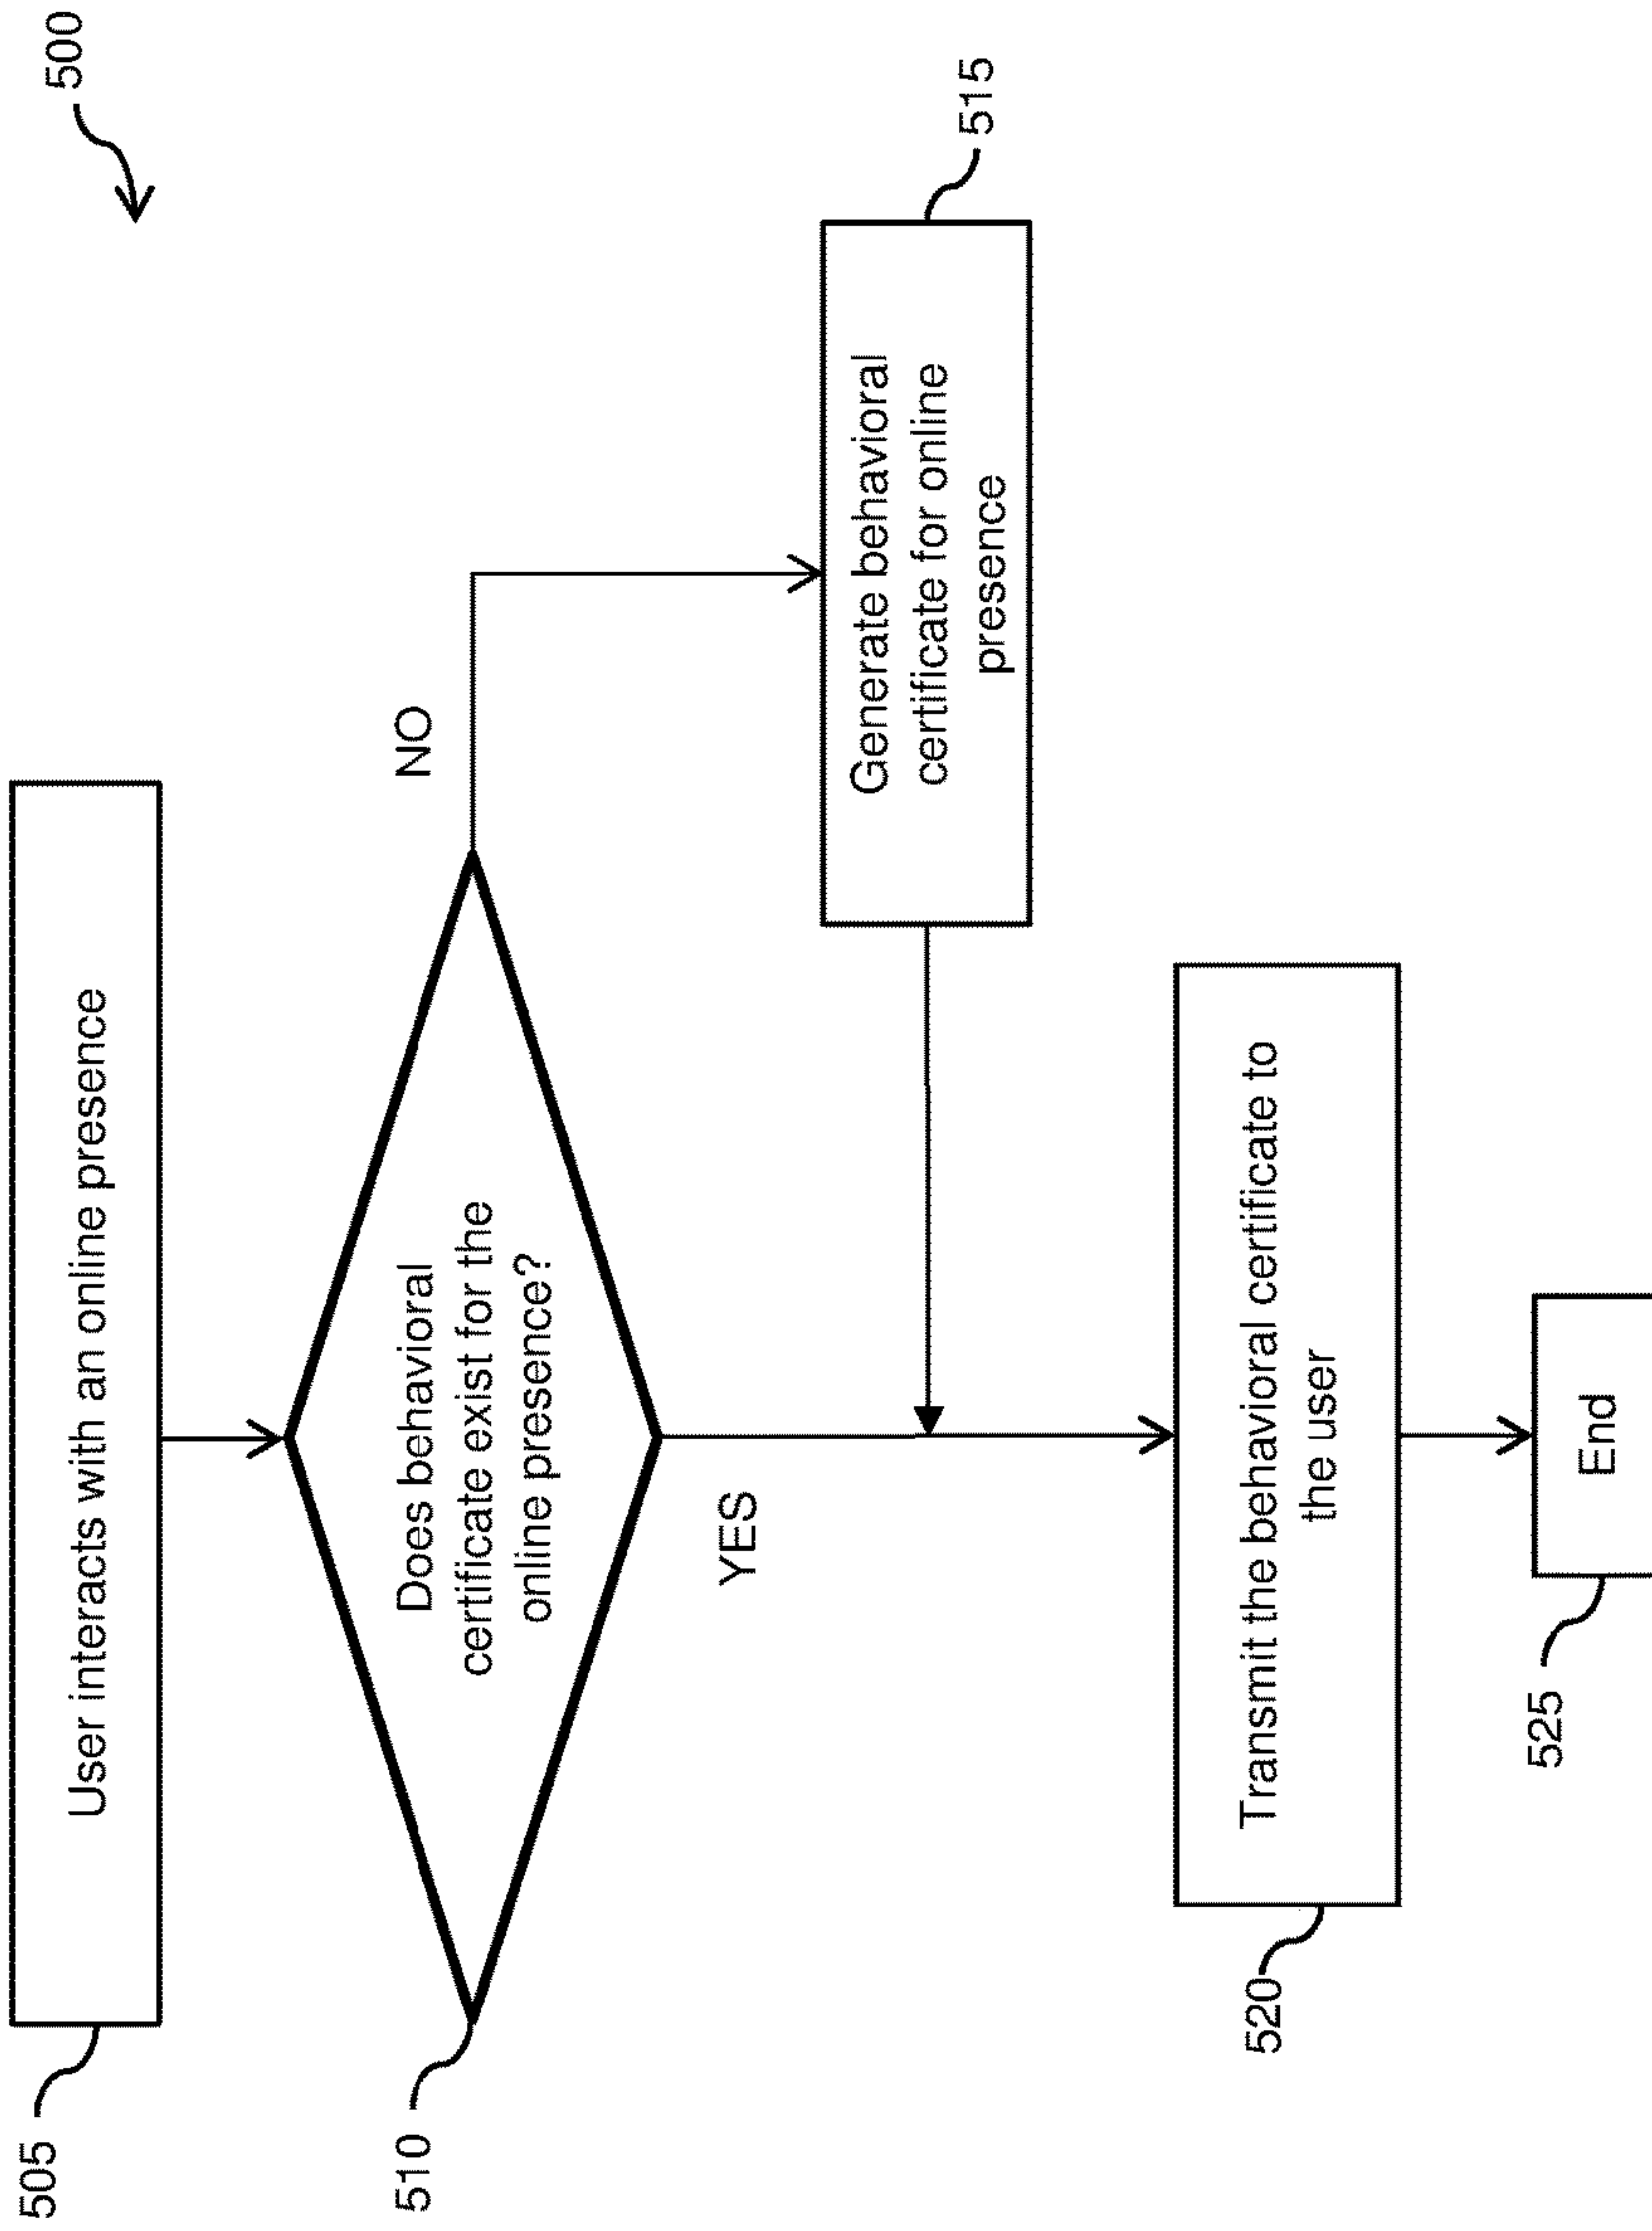 500
505
User interacts with an online presence
510
Does behavioral
certificate exist for the
online presence?
NO
YES
Generate behavioral
certificate for online
presence
515
520
Transmit the behavioral certificate to
the user
525
End